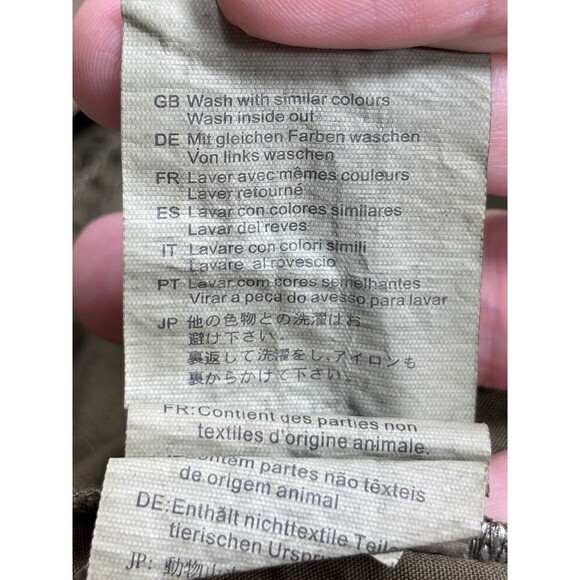 GB Wash with similar colours
Wash inside out
DE Mit gleichen Farben waschen
Von links waschen
FR Laver avec mêmes couleurs
Laver retourné
ES Lavar con colores similares
Lavar del reves
IT Lavare con colori simili
Lavare al rovescio
PT Lavar com cores semelhantes
Virar a peça do avesso para lavar
JP 他の色物との洗濯はお
避け下さい。
裏返して洗濯をし、アイロンも
裏からかけて下さい。
FR: Contient des parties non
textiles d'origine animale.
partes não têxteis
de origem animal
DE: Enthält nichttextile Teil
tierischen Urspr
JP: 動物